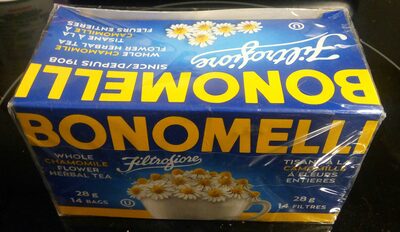 BONOMELLI
Filtrofiore
SINCE/DEPUIS 1908
WHOLE CHAMOMILE
FLOWER HERBAL TEA
TISANE À LA
CAMOMILLE
FLEURS ENTIÈRES
U
BONOMELLI
WHOLE
CHAMOMILE
FLOWER
HERBAL TEA
28 g
14 BAGS
U
Filtrofiore
TISANE À LA
CAMOMILLE
À FLEURS
ENTIÈRES
28 g
14 FILTRES